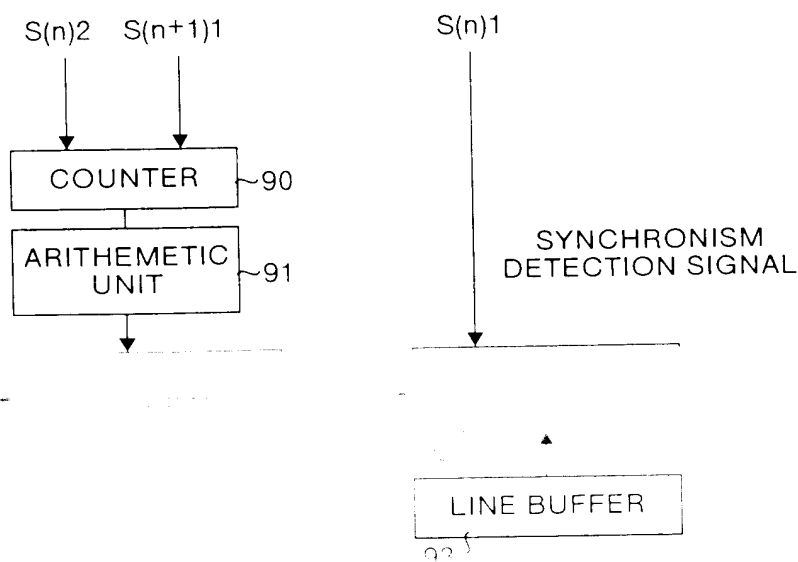 S(n)2 S(n+1)1 S(n)1
COUNTER 90
ARITHEMETIC
UNIT 91
SYNCHRONISM
DETECTION SIGNAL
LINE BUFFER